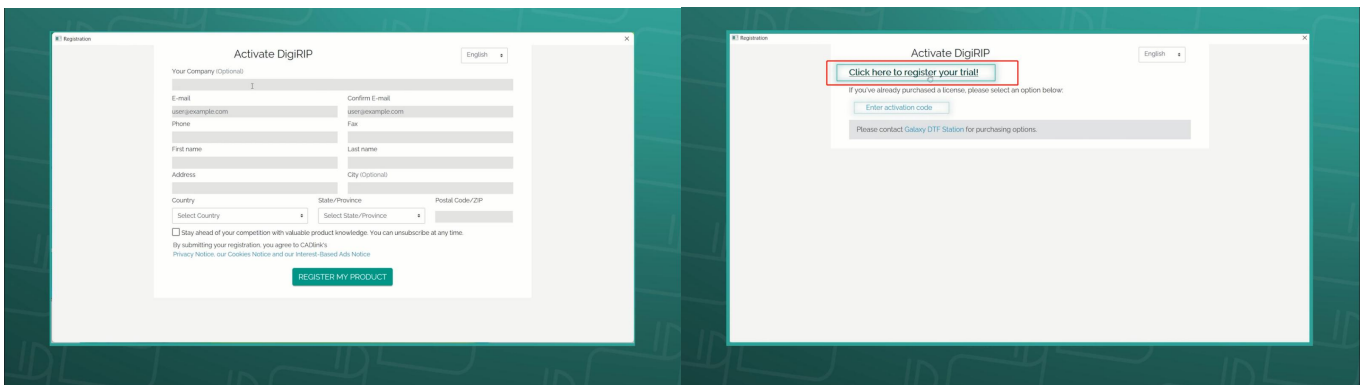 Registration
Activate DigiRIP
English
Your Company (Optional)
E-mail Confirm E-mail
user@example.com user@example.com
Phone Fax
First name Last name
Address City (Optional)
Country State/Province Postal Code/ZIP
Select Country Select State/Province
Stay ahead of your competition with valuable product knowledge. You can unsubscribe at any time.
By submitting your registration, you agree to CADlink's
Privacy Notice, our Cookies Notice and our Interest-Based Ads Notice
REGISTER MY PRODUCT
Registration
Activate DigiRIP
English
Click here to register your trial!
If you've already purchased a license, please select an option below:
Enter activation code
Please contact Galaxy DTF Station for purchasing options.